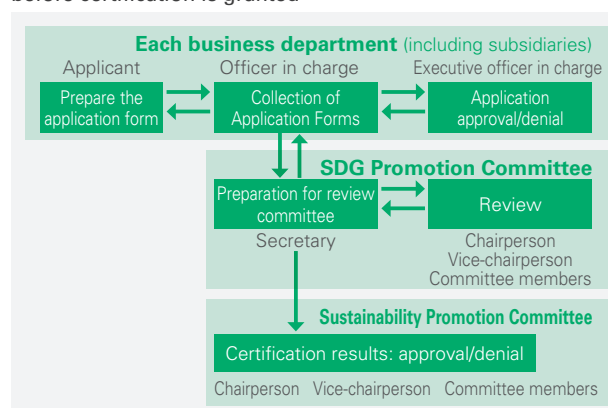 before certification is granted
Each business department (including subsidiaries)
Applicant
Officer in charge
Executive officer in charge
Prepare the
application form
Collection of
Application Forms
Application
approval/denial
SDG Promotion Committee
Preparation for review
committee
Review
Secretary
Chairperson
Vice-chairperson
Committee members
Sustainability Promotion Committee
Certification results: approval/denial
Chairperson Vice-chairperson Committee members